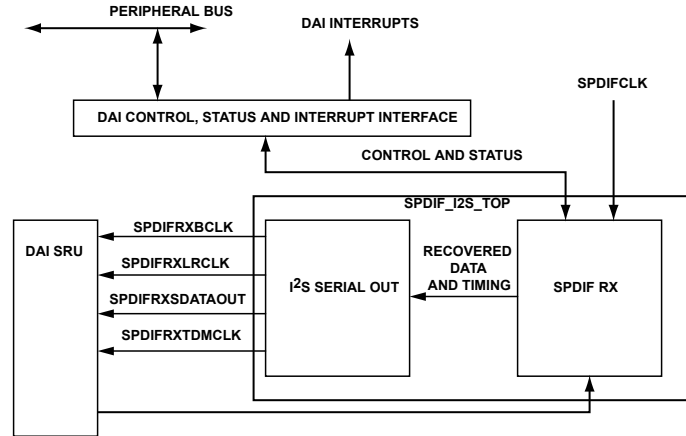 PERIPHERAL BUS
DAI INTERRUPTS
SPDIFCLK
DAI CONTROL, STATUS AND INTERRUPT INTERFACE
CONTROL AND STATUS
SPDIF_I2S_TOP
DAI SRU
SPDIFRXBCLK
SPDIFRXLRCLK
SPDIFRXSDATAOUT
SPDIFRXTDMCLK
I²S SERIAL OUT
RECOVERED
DATA
AND TIMING
SPDIF RX